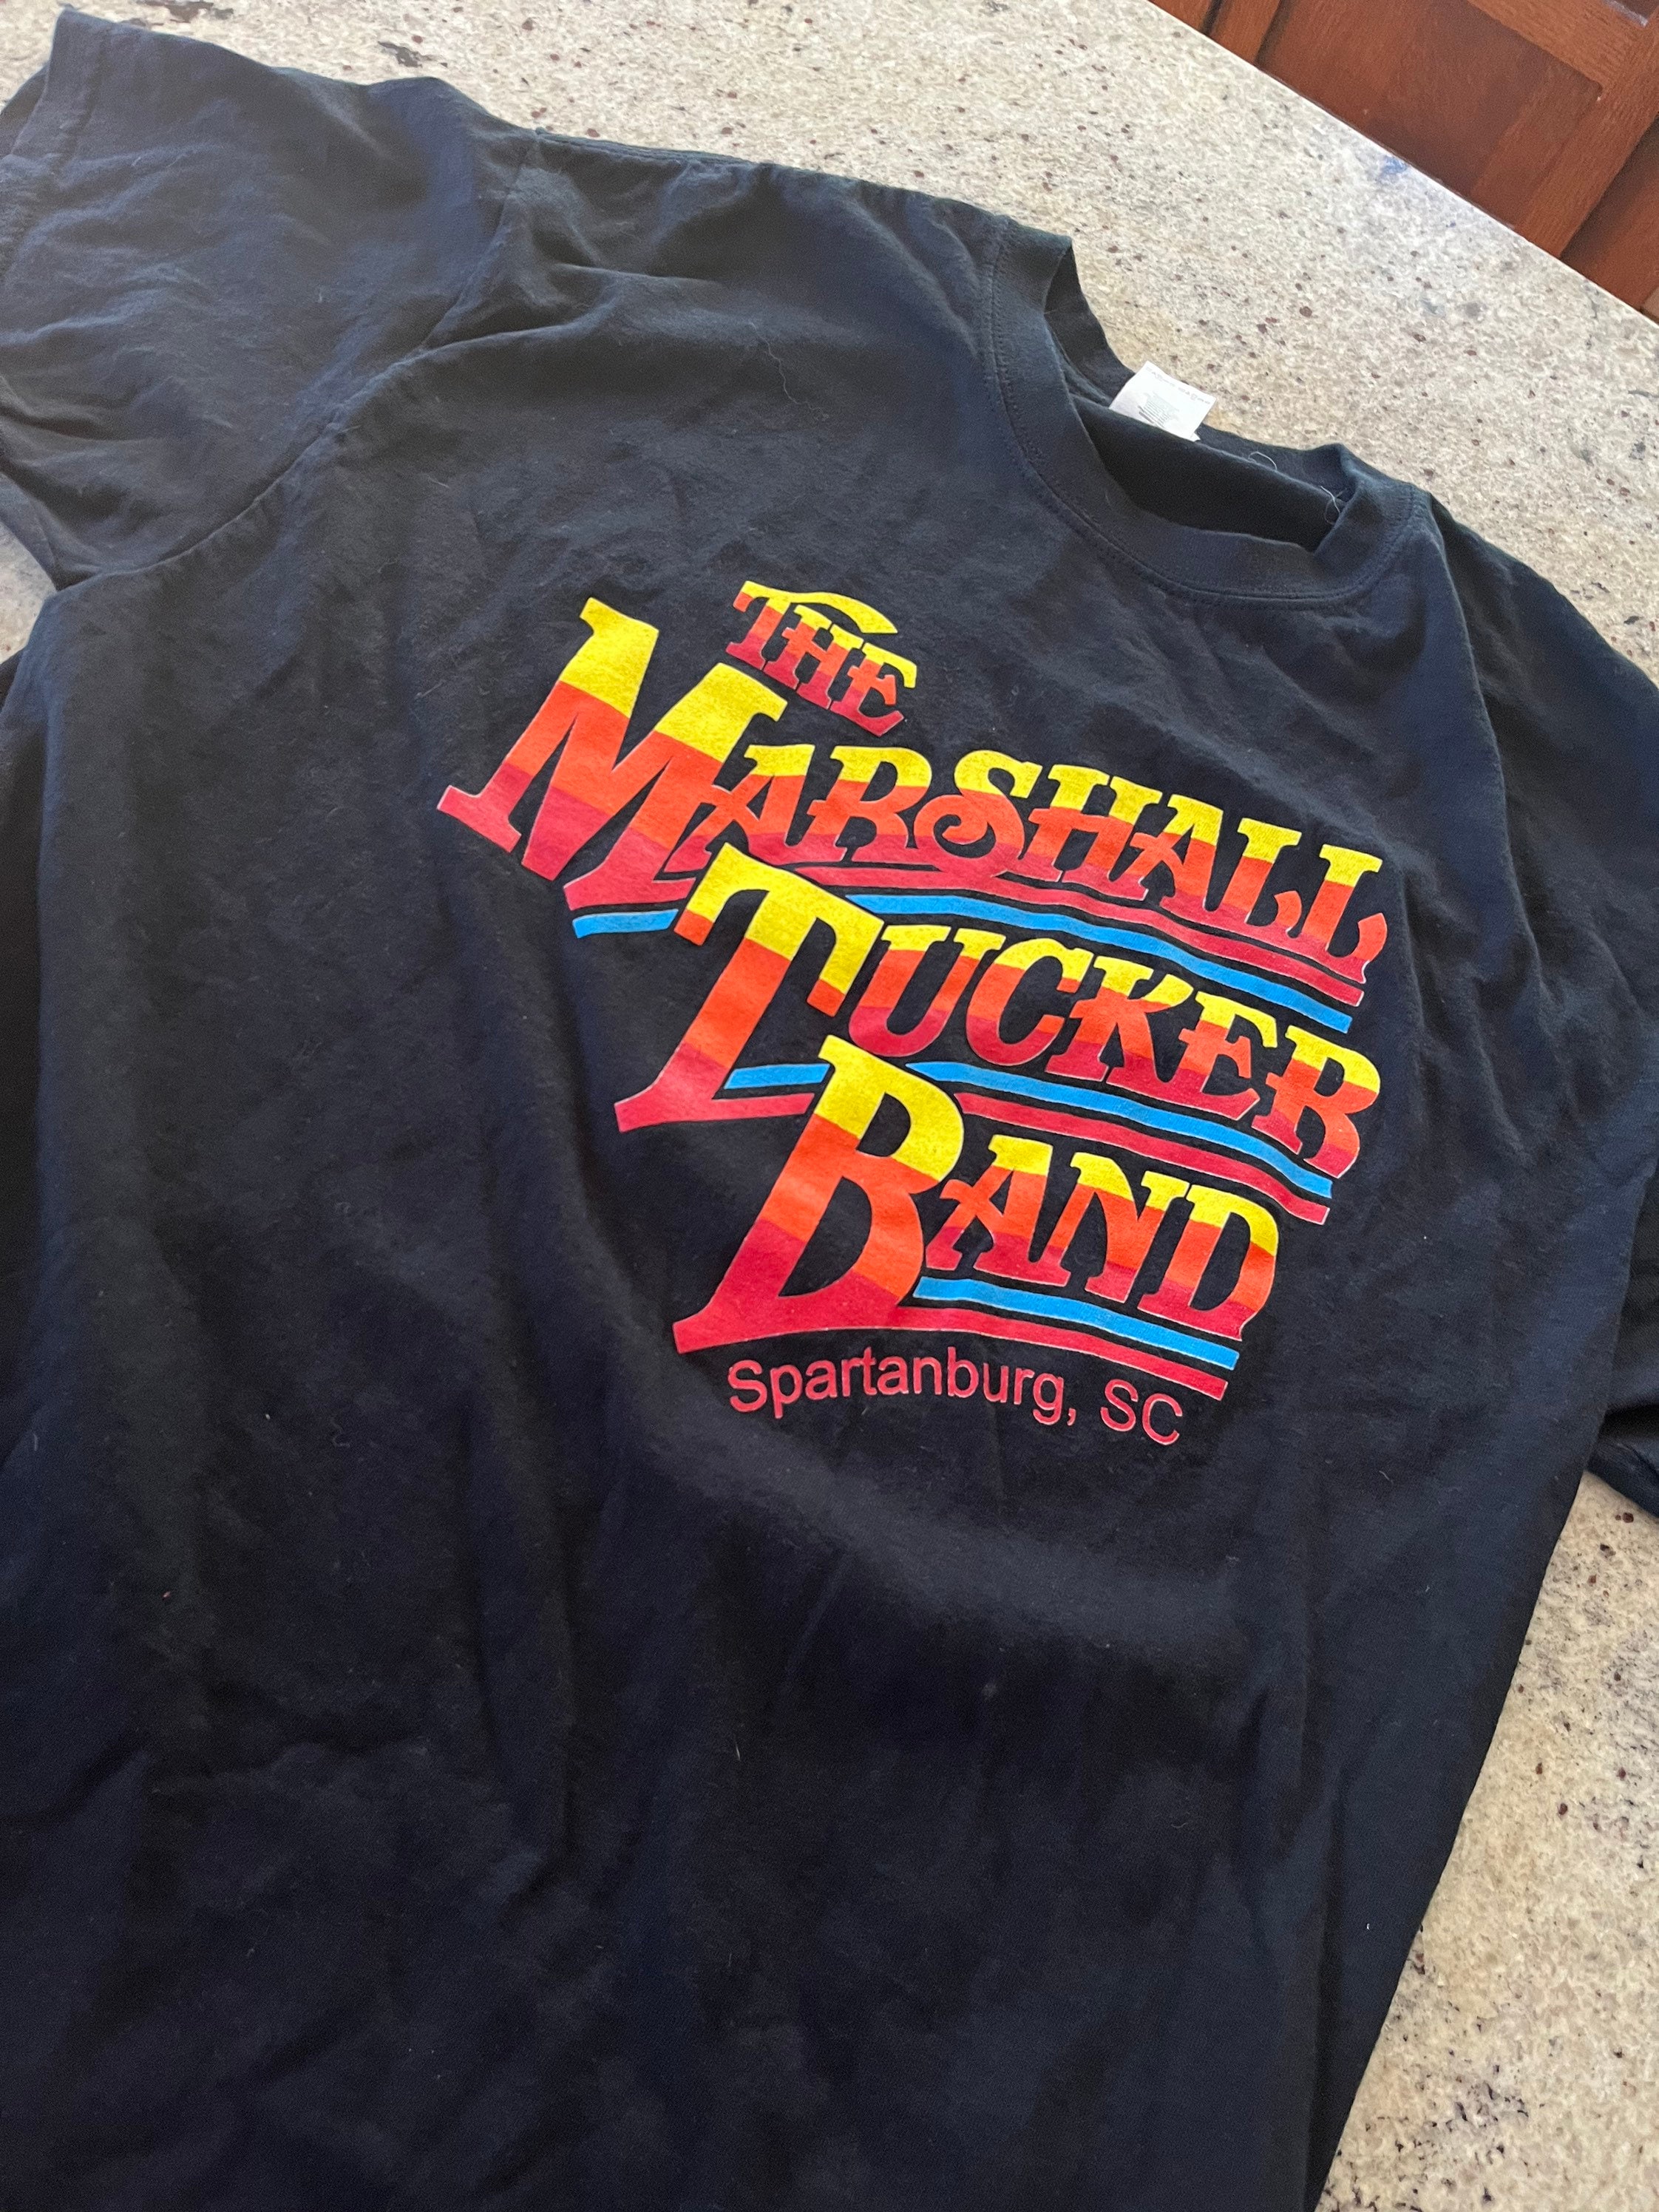 THE
MARSHALL
TUCKER
BAND
Spartanburg, SC